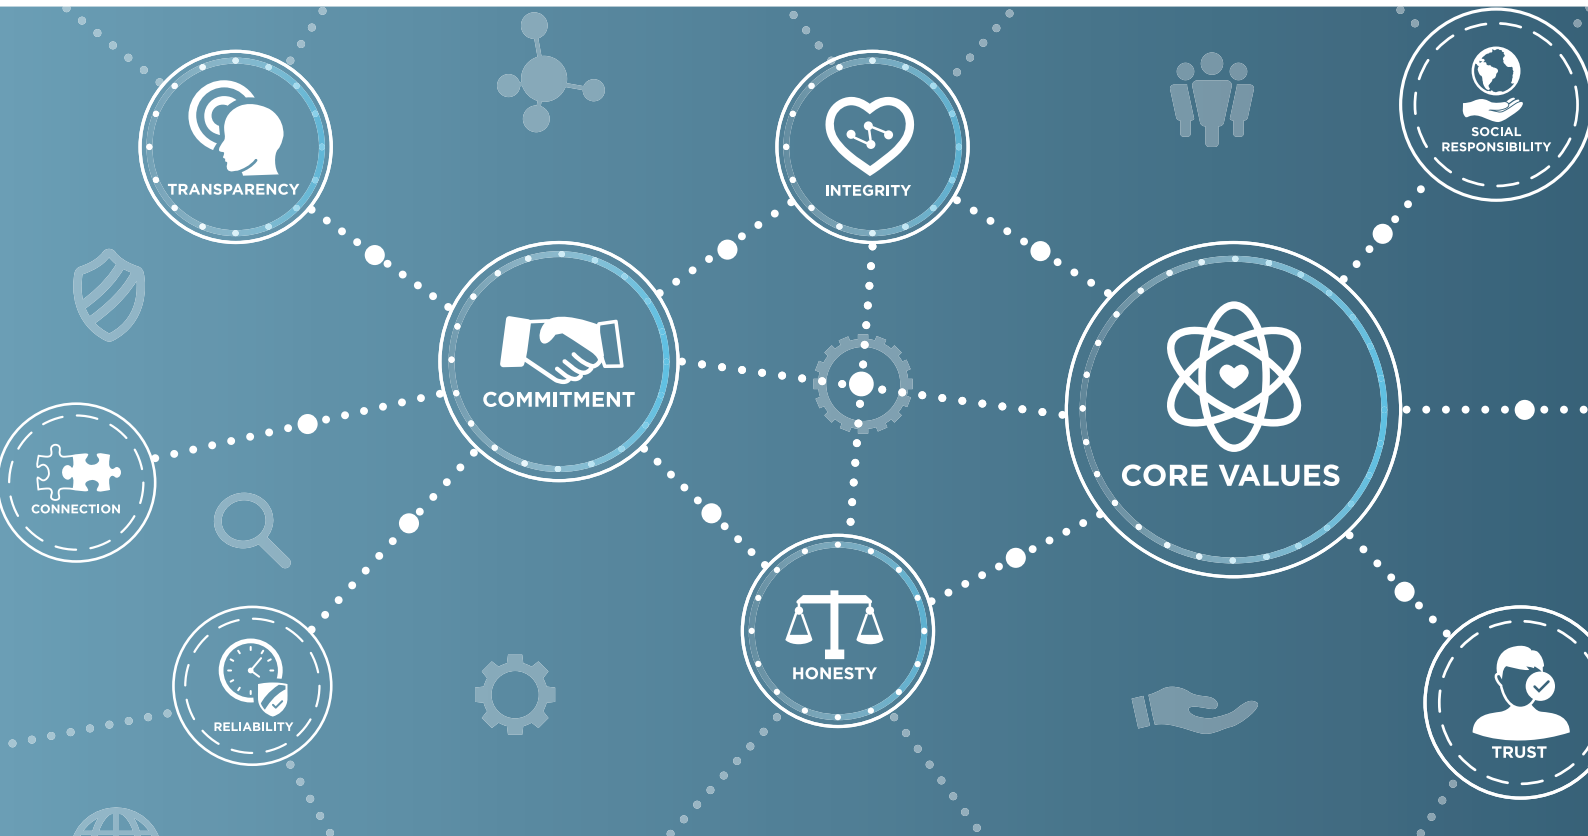 TRANSPARENCY
INTEGRITY
SOCIAL
RESPONSIBILITY
COMMITMENT
CORE VALUES
CONNECTION
HONESTY
RELIABILITY
TRUST